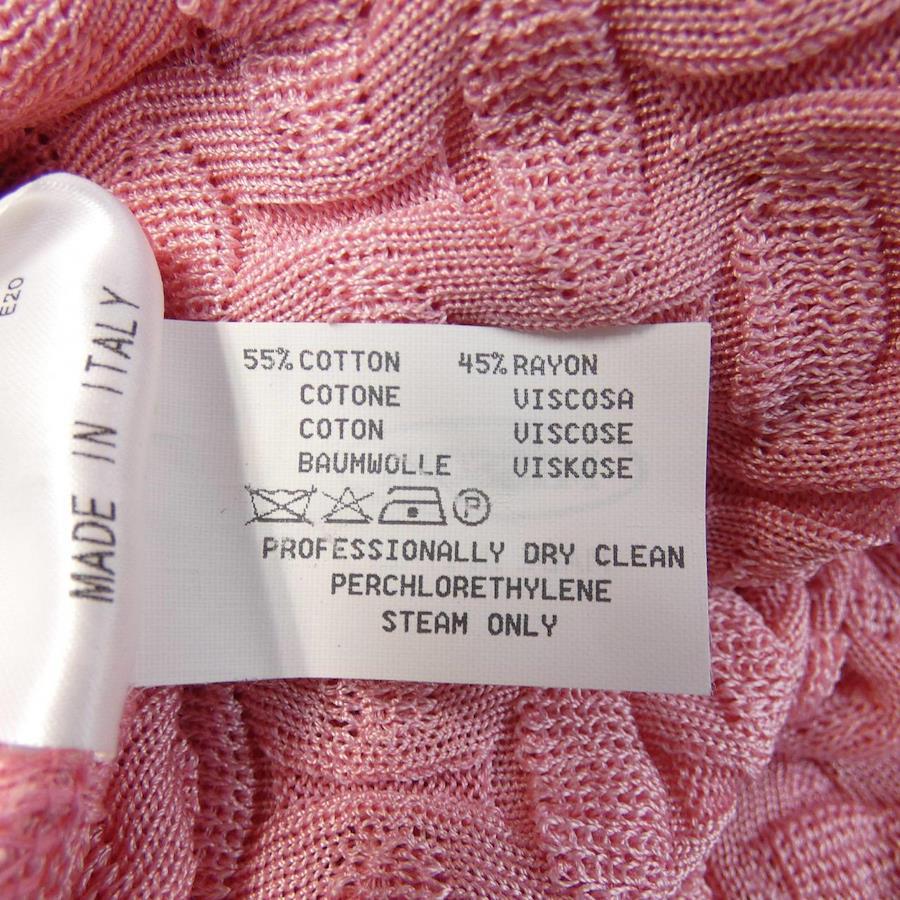 E20
MADE IN ITALY
55% COTTON 45% RAYON
COTONE VISCOSA
COTON VISCOSE
BAUMWOLLE VISKOSE
P
PROFESSIONALLY DRY CLEAN
PERCHLORETHYLENE
STEAM ONLY